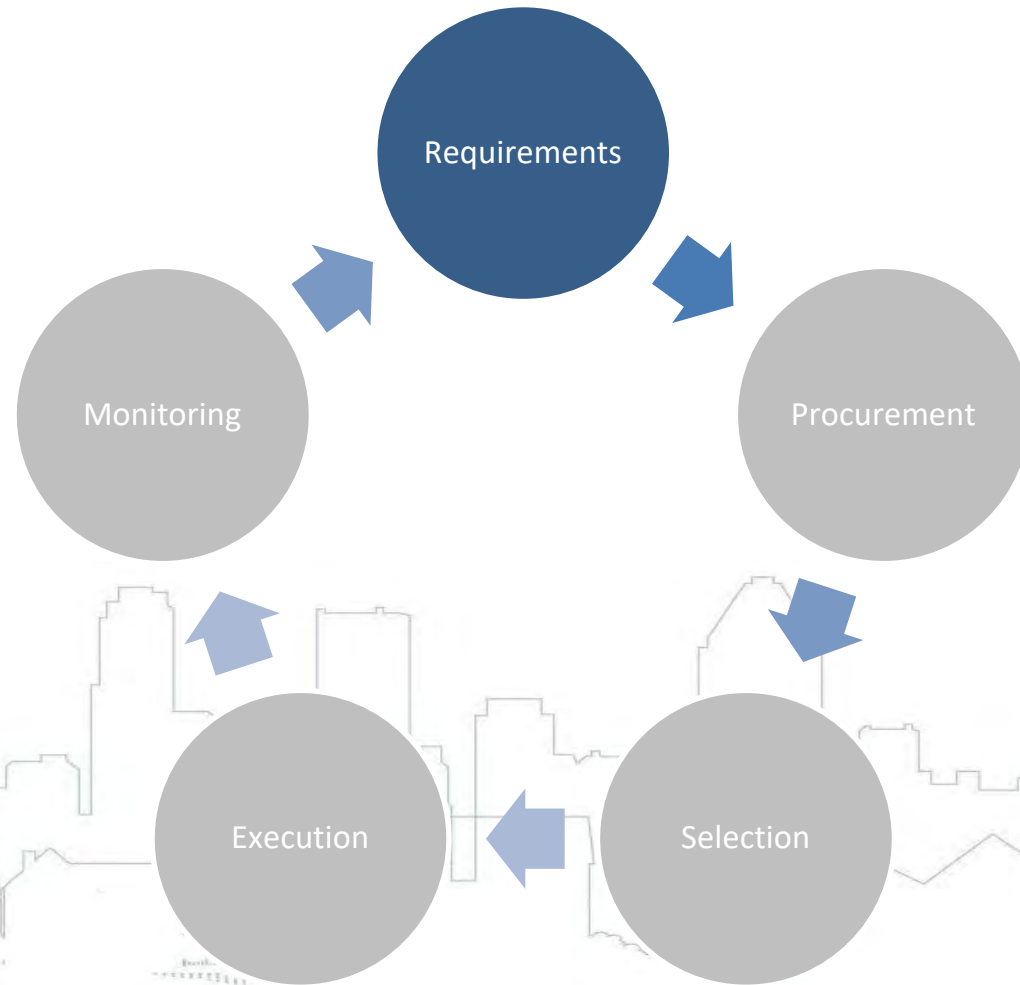 Requirements
Procurement
Selection
Execution
Monitoring